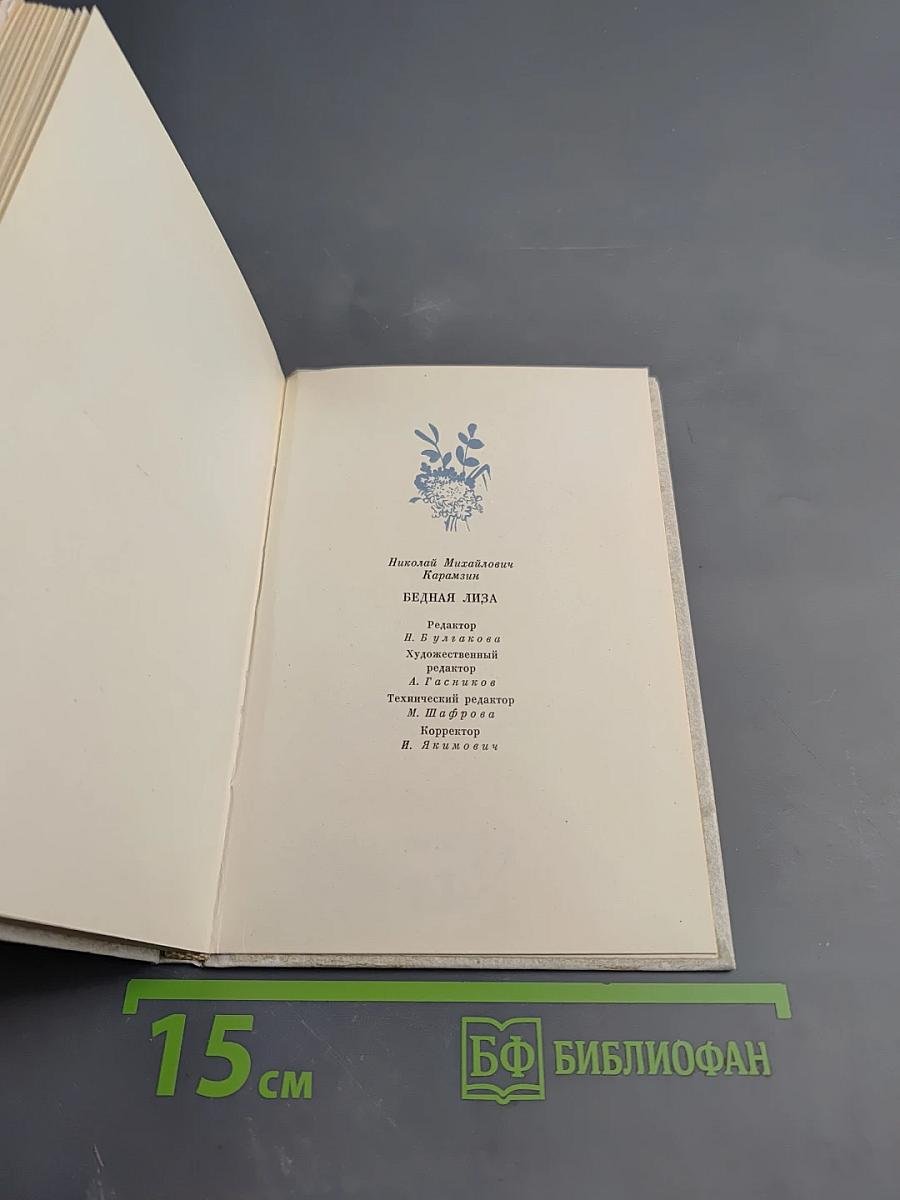 Николай Михайлович
Карамзин
БЕДНАЯ ЛИЗА
Редактор
Н. Булгакова
Художественный
редактор
А. Гасников
Технический редактор
М. Шафрова
Корректор
И. Якимович
15 см
БФ БИБЛИОФАН